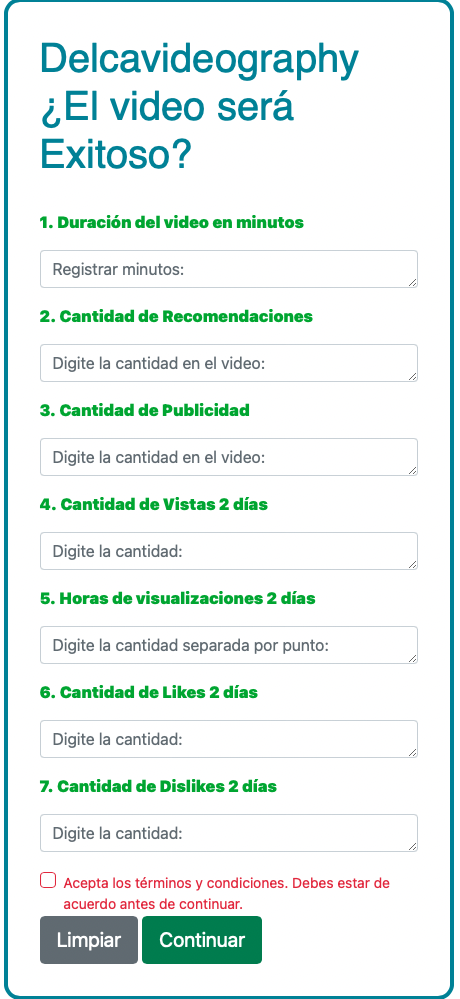 Delcavideography
¿El video será
Exitoso?
1. Duración del video en minutos
Registrar minutos:
2. Cantidad de Recomendaciones
Digite la cantidad en el video:
3. Cantidad de Publicidad
Digite la cantidad en el video:
4. Cantidad de Vistas 2 días
Digite la cantidad:
5. Horas de visualizaciones 2 días
Digite la cantidad separada por punto:
6. Cantidad de Likes 2 días
Digite la cantidad:
7. Cantidad de Dislikes 2 días
Digite la cantidad:
Acepta los términos y condiciones. Debes estar de
acuerdo antes de continuar.
Limpiar Continuar